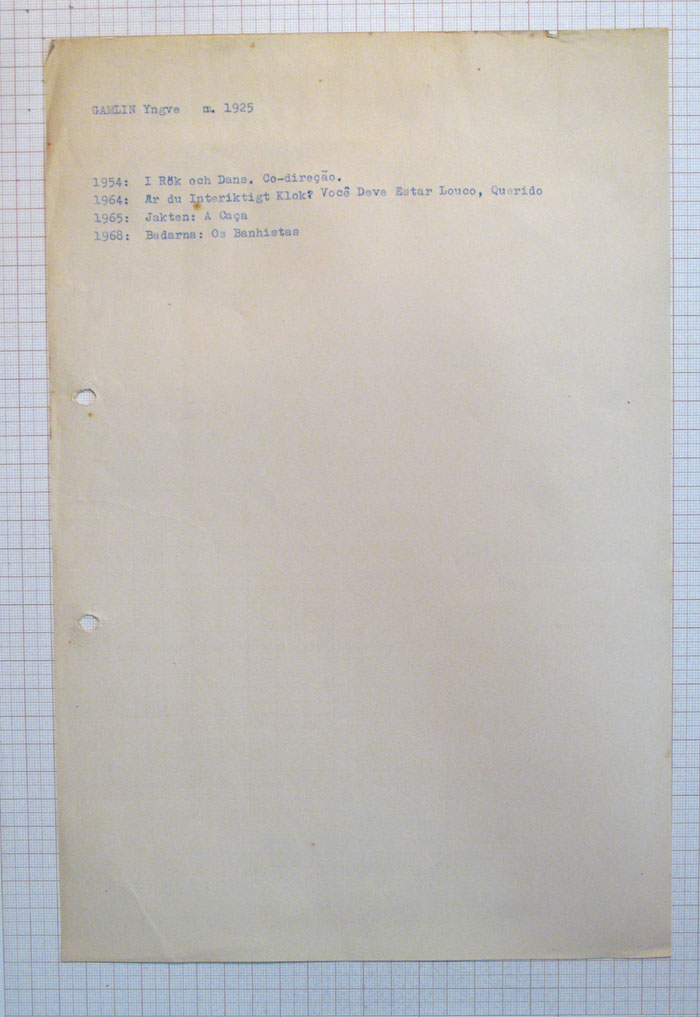 GAMLIN Yngve m. 1925
1954: I Rök och Dans. Co-direção.
1964: Ar du Interiktigt Klok? Você Deve Estar Louco, Querido
1965: Jakten: A Caça
1968: Badarna: Os Banhistas